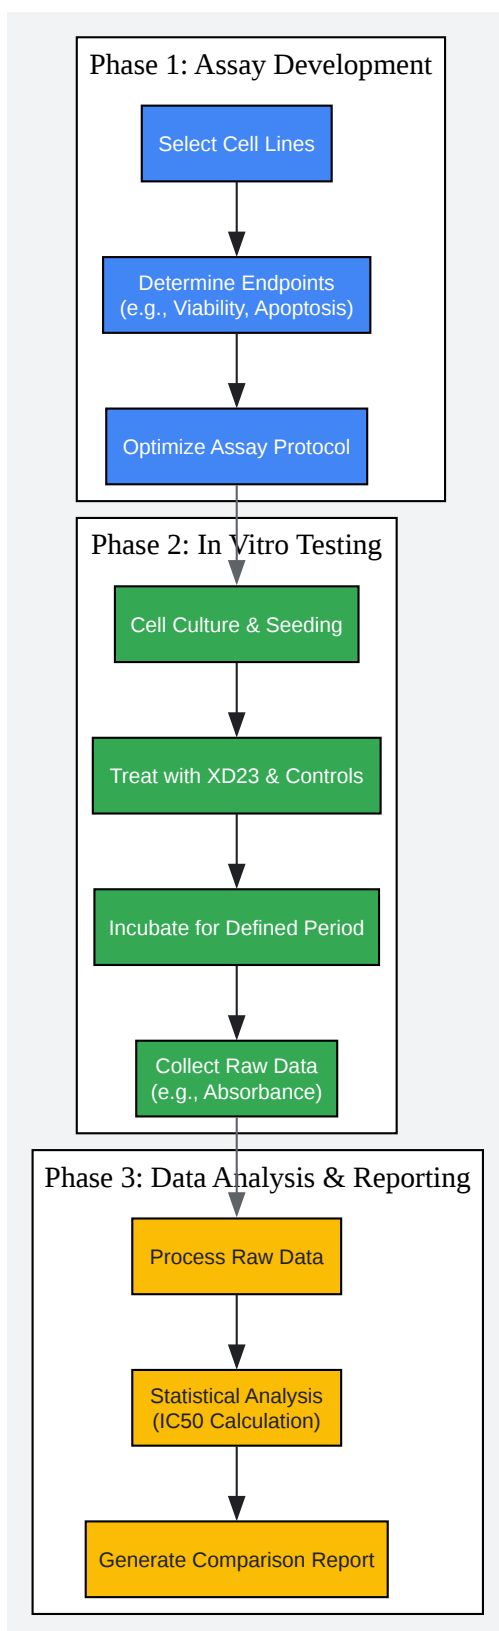 Phase 1: Assay Development
Select Cell Lines
Determine Endpoints
(e.g., Viability, Apoptosis)
Optimize Assay Protocol
Phase 2: In Vitro Testing
Cell Culture & Seeding
Treat with XD23 & Controls
Incubate for Defined Period
Collect Raw Data
(e.g., Absorbance)
Phase 3: Data Analysis & Reporting
Process Raw Data
Statistical Analysis
(IC50 Calculation)
Generate Comparison Report